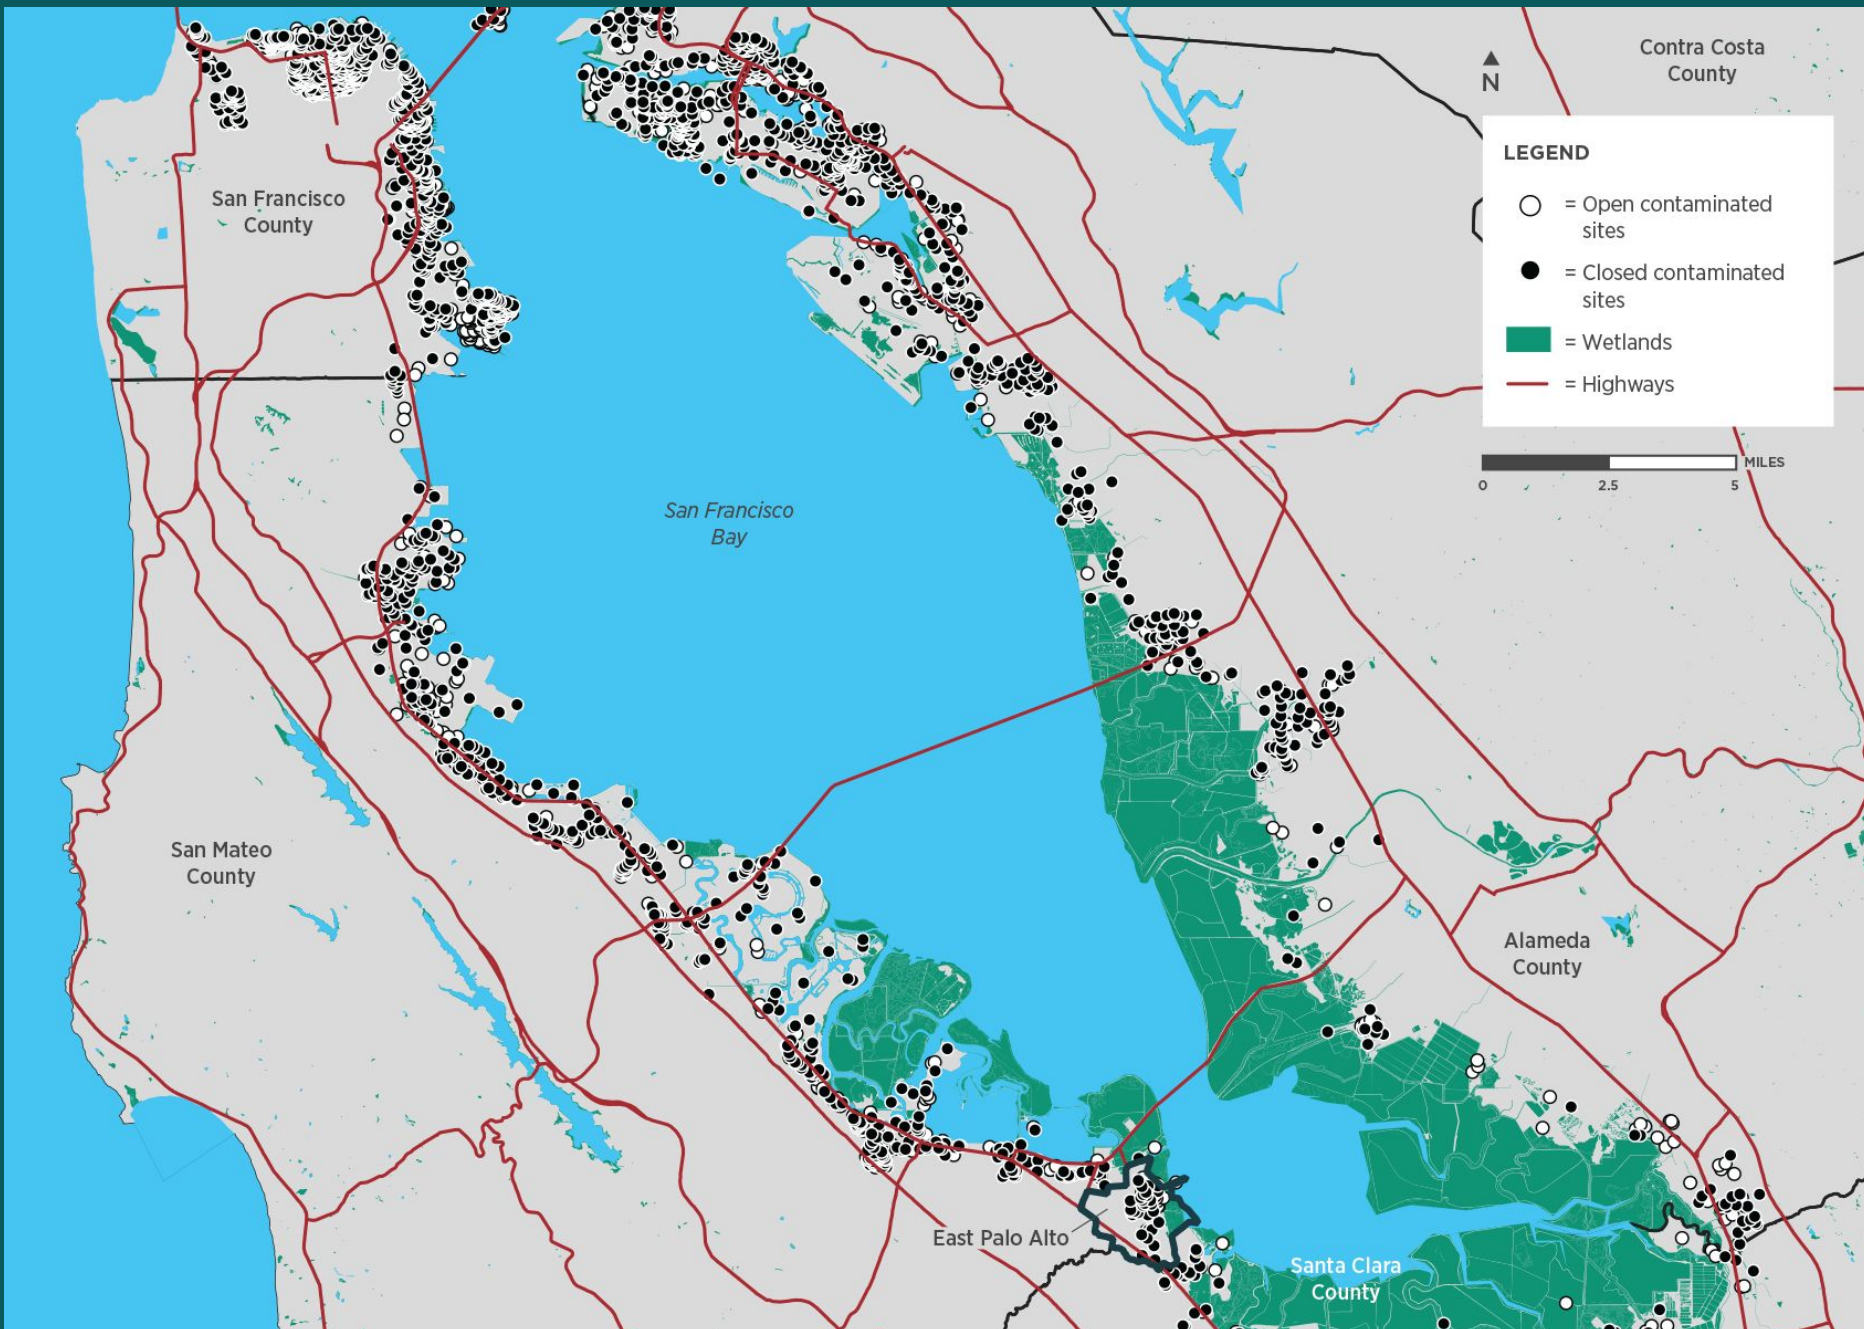 Contra Costa
County
N
LEGEND
= Open contaminated
sites
= Closed contaminated
sites
= Wetlands
= Highways
MILES
0 2.5 5
San Francisco
County
San Francisco
Bay
San Mateo
County
Alameda
County
East Palo Alto
Santa Clara
County